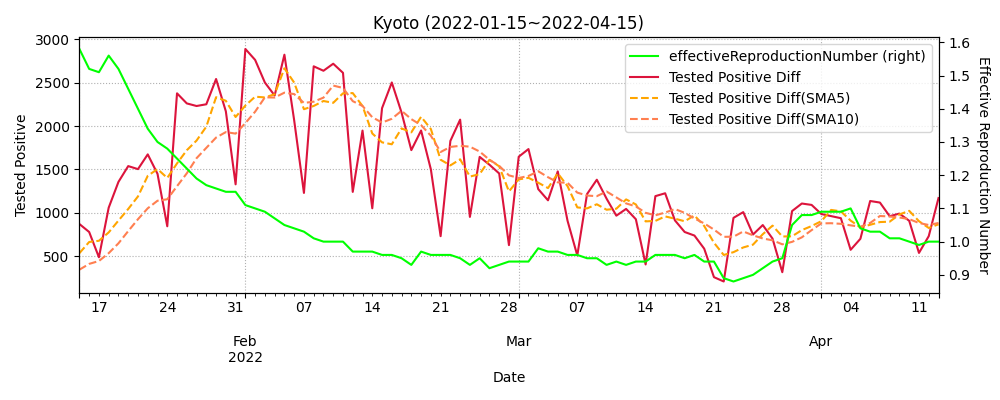 Kyoto (2022-01-15~2022-04-15)
effectiveReproductionNumber (right)
Tested Positive Diff
Tested Positive Diff(SMA5)
Tested Positive Diff(SMA10)
Tested Positive
3000
2500
2000
1500
1000
500
1.6
1.5
1.4
1.3
1.2
1.1
1.0
0.9
Effective Reproduction Number
17 24 31 07 14 21 28 07 14 21 28 04 11
Feb Mar Apr
2022
Date